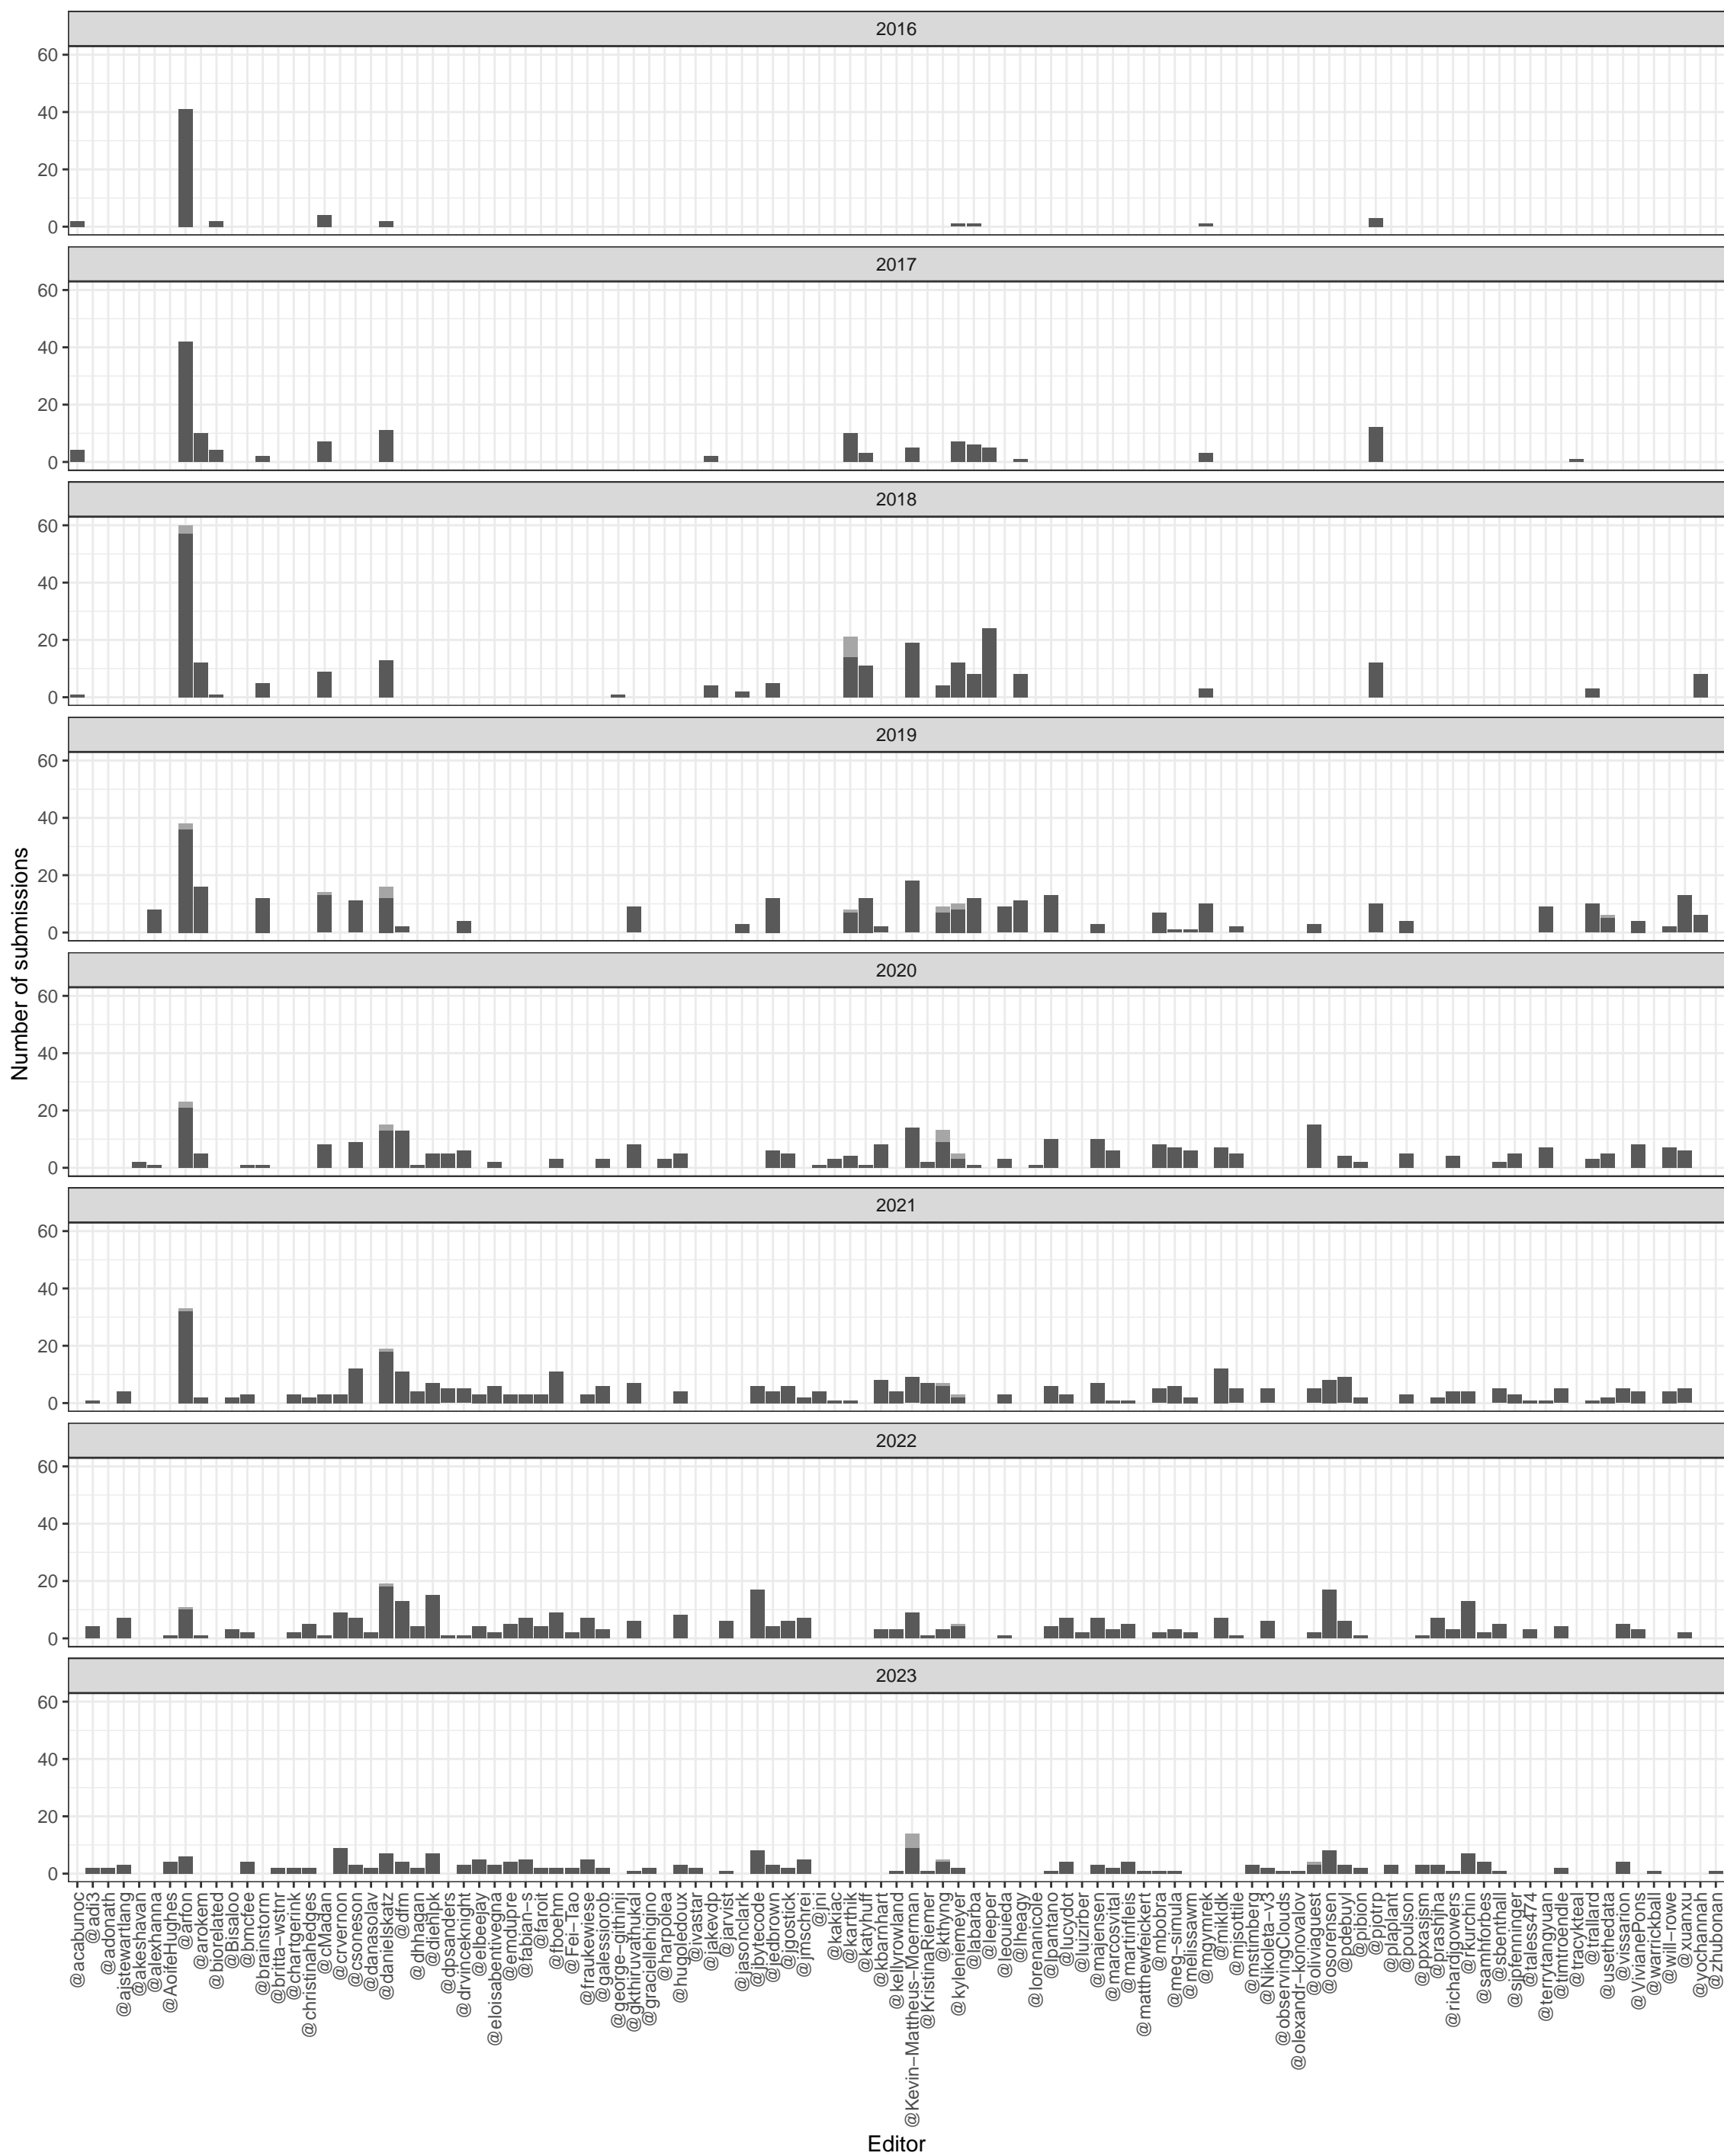 2016
60
40
20
0
2017
60
40
20
0
2018
60
40
20
0
2019
60
40
20
0
2020
60
40
20
0
2021
60
40
20
0
2022
60
40
20
0
2023
60
40
20
0
Number of submissions
@acabunoc
@adi3
@adonath
@ajstewartlang
@akeshavan
@alexhanna
@AoifeHughes
@arfon
@arokem
@biorelated
@Bisaloo
@bmcfee
@brainstorm
@britta−wstnr
@chartgerink
@christinahedges
@cMadan
@crvernon
@csoneson
@danasolav
@danielskatz
@dfm
@dhhagan
@diehlpk
@dpsanders
@drvinceknight
@elbeejay
@eloisabentivegna
@emdupre
@fabian−s
@faroit
@fboehm
@Fei−Tao
@fraukewiese
@galessiorob
@george−githinji
@gkthiruvathukal
@graciellehigino
@harpolea
@hugoledoux
@ivastar
@jakevdp
@jarvist
@jasonclark
@jbytecode
@jedbrown
@jgostick
@jmschrei
@jni
@kakiac
@karthik
@katyhuff
@kbarnhart
@kellyrowland
@Kevin−Mattheus−Moerman
@KristinaRiemer
@kthyng
@kyleniemeyer
@labarba
@leeper
@leouieda
@lheagy
@lorenanicole
@lpantano
@lucydot
@luizirber
@majensen
@marcosvital
@martinfleis
@matthewfeickert
@mbobra
@meg−simula
@melissawm
@mgymrek
@mikldk
@mjsottile
@mstimberg
@Nikoleta−v3
@observingClouds
@olexandr−konovalov
@oliviaguest
@osorensen
@pdebuyl
@pibion
@pjotrp
@plaplant
@poulson
@ppxasjsm
@prashjha
@richardjgowers
@rkurchin
@samhforbes
@sbenthall
@sjpfenninger
@taless474
@terrytangyuan
@timtroendle
@tracykteal
@trallard
@usethedata
@vissarion
@VivianePons
@warrickball
@will−rowe
@xuanxu
@yochannah
@zhubonan
Editor